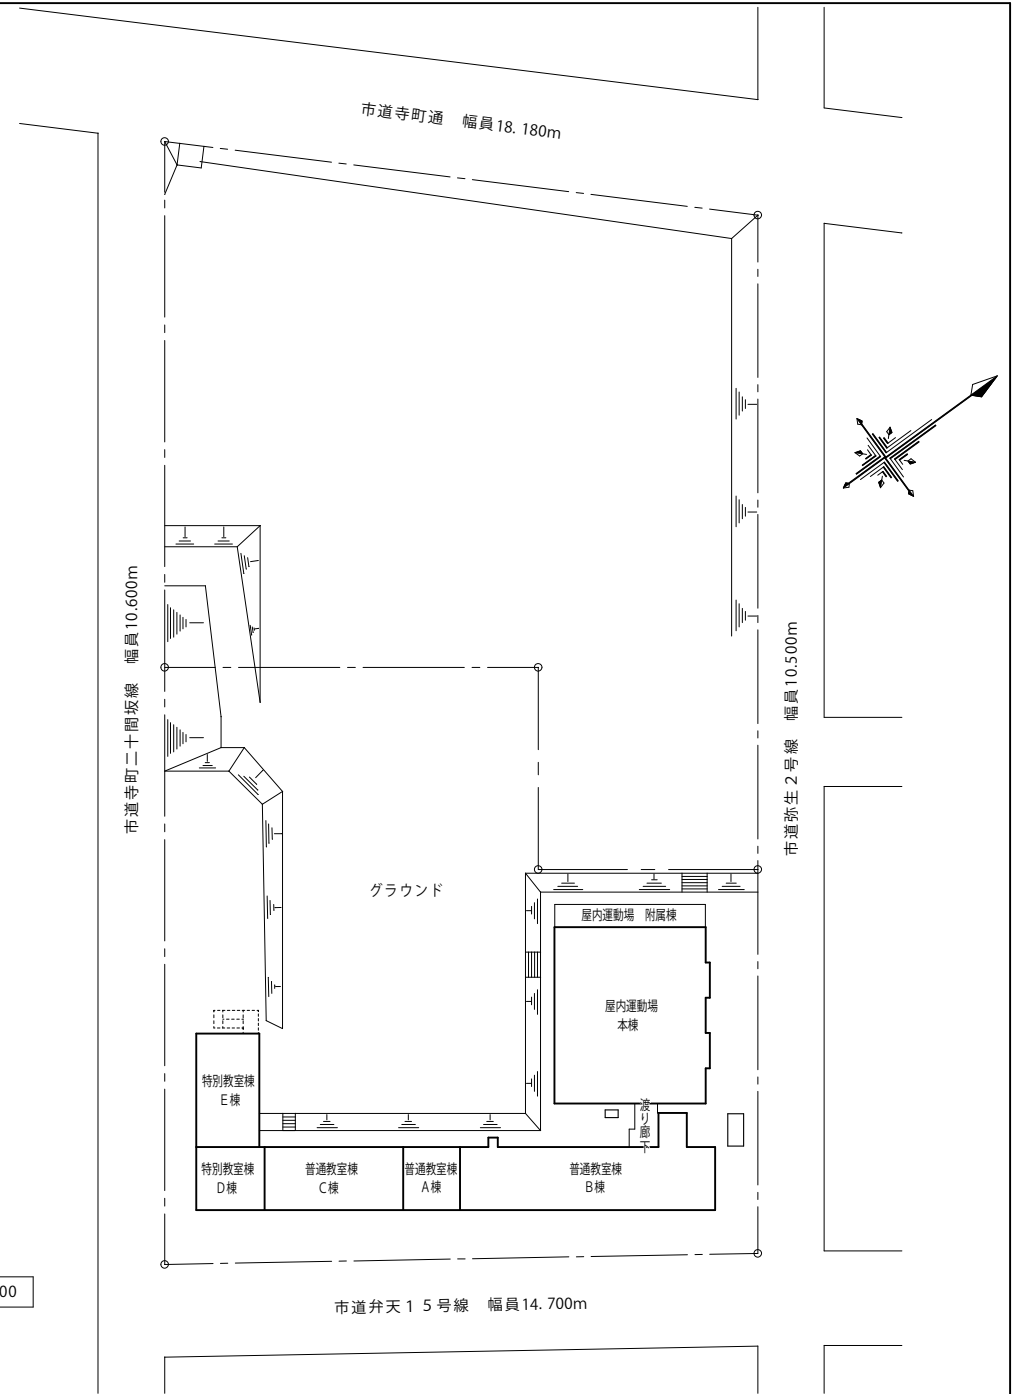 市道寺町通　幅員18.180m
市道寺町二十間坂線　幅員10.600m
市道弥生２号線　幅員10.500m
グラウンド
屋内運動場　附属棟
屋内運動場
本棟
渡り廊下
特別教室棟
Ｅ棟
特別教室棟
Ｄ棟
普通教室棟
Ｃ棟
普通教室棟
Ａ棟
普通教室棟
Ｂ棟
市道弁天１５号線　幅員14.700m
00